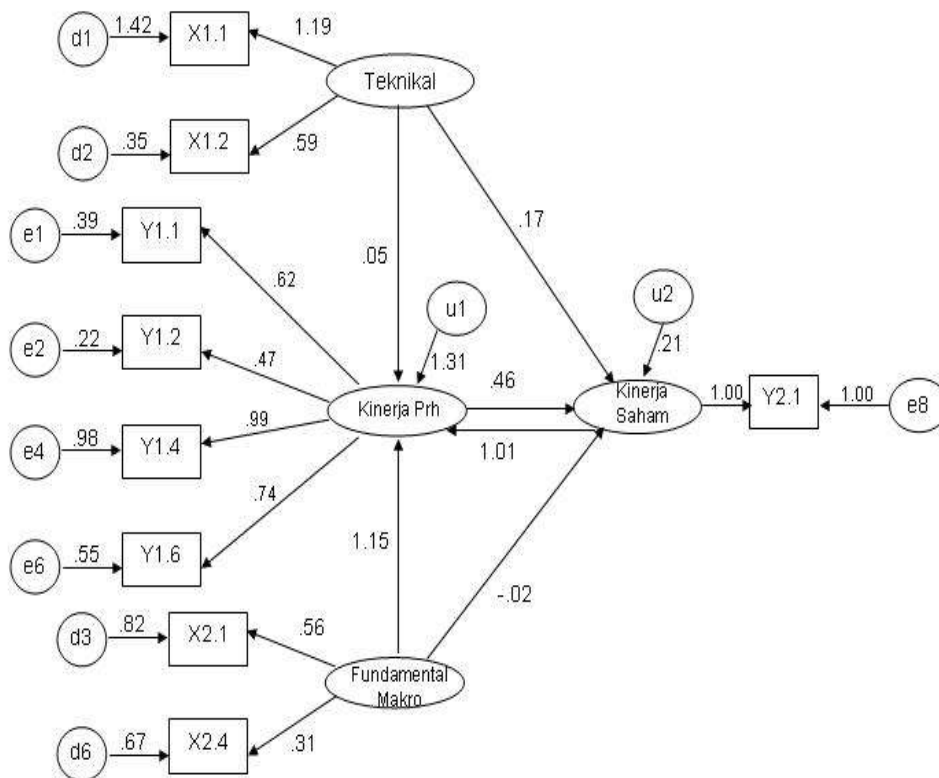 d1
1.42
X1.1
1.19
Teknikal
d2
.35
X1.2
.59
e1
.39
Y1.1
.62
.05
.17
u1
u2
e2
.22
Y1.2
.47
1.31
.21
Kinerja Prh
.46
Kinerja
Saham
1.00
Y2.1
1.00
e8
e4
.98
Y1.4
.99
1.01
.74
e6
.55
Y1.6
1.15
-.02
d3
.82
X2.1
.56
Fundamental
Makro
d6
.67
X2.4
.31